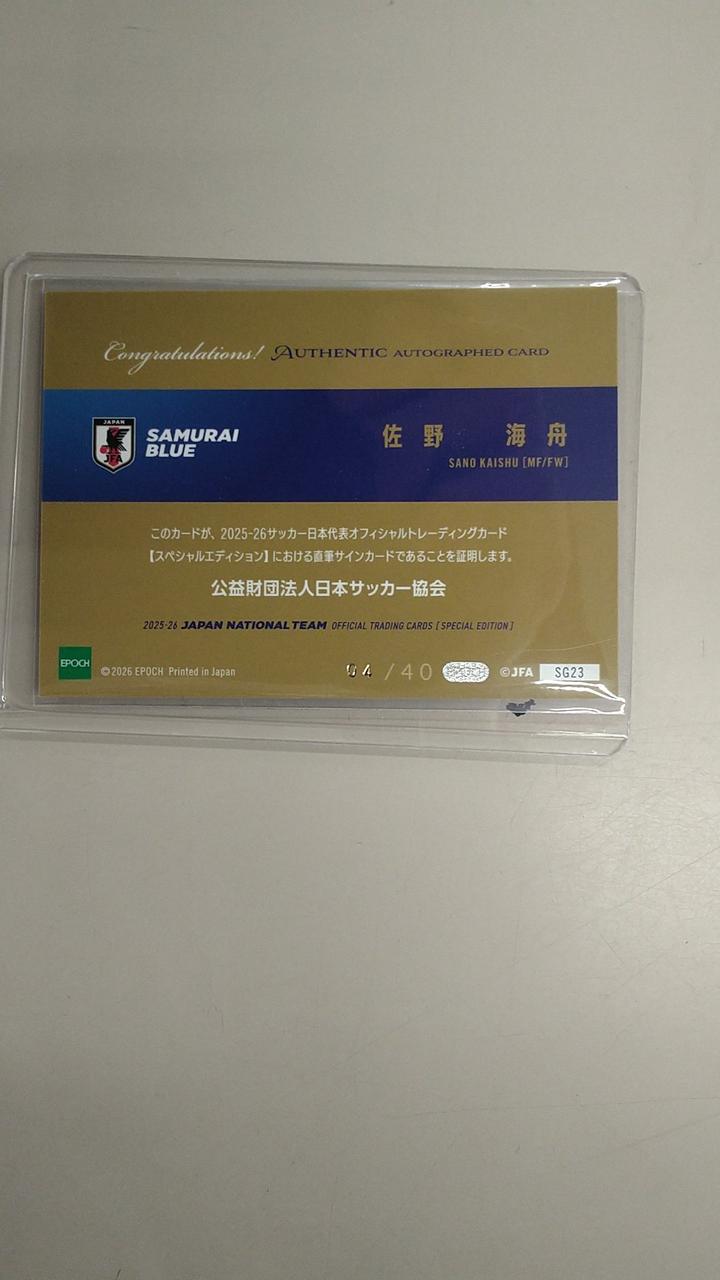 Congratulations! AUTHENTIC AUTOGRAPHED CARD
JAPAN
JFA
SAMURAI
BLUE
佐野 海舟
SANO KAISHU [MF/FW]
このカードが、2025-26サッカー日本代表オフィシャルトレーディングカード
【スペシャルエディション】における直筆サインカードであることを証明します。
公益財団法人日本サッカー協会
2025-26 JAPAN NATIONAL TEAM OFFICIAL TRADING CARDS [SPECIAL EDITION]
EPOCH
©2026 EPOCH Printed in Japan
04/40
©JFA
SG23